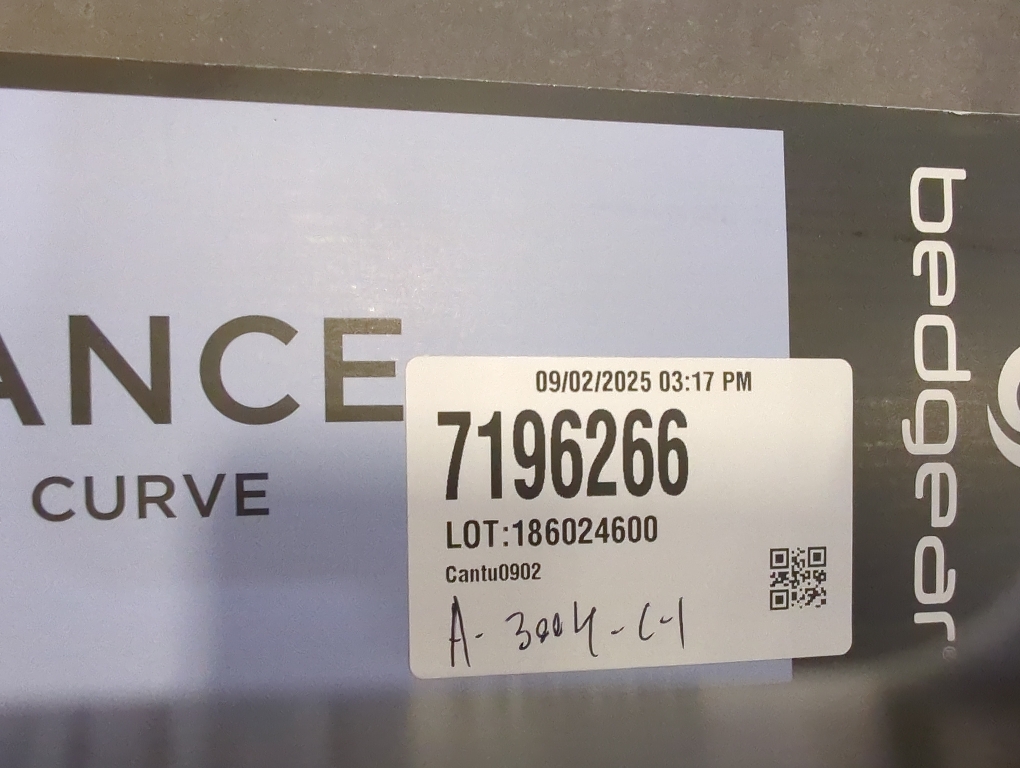 ANCE
CURVE
09/02/2025 03:17 PM
7196266
LOT:186024600
Cantu0902
A-3004-C-1
bedgear®